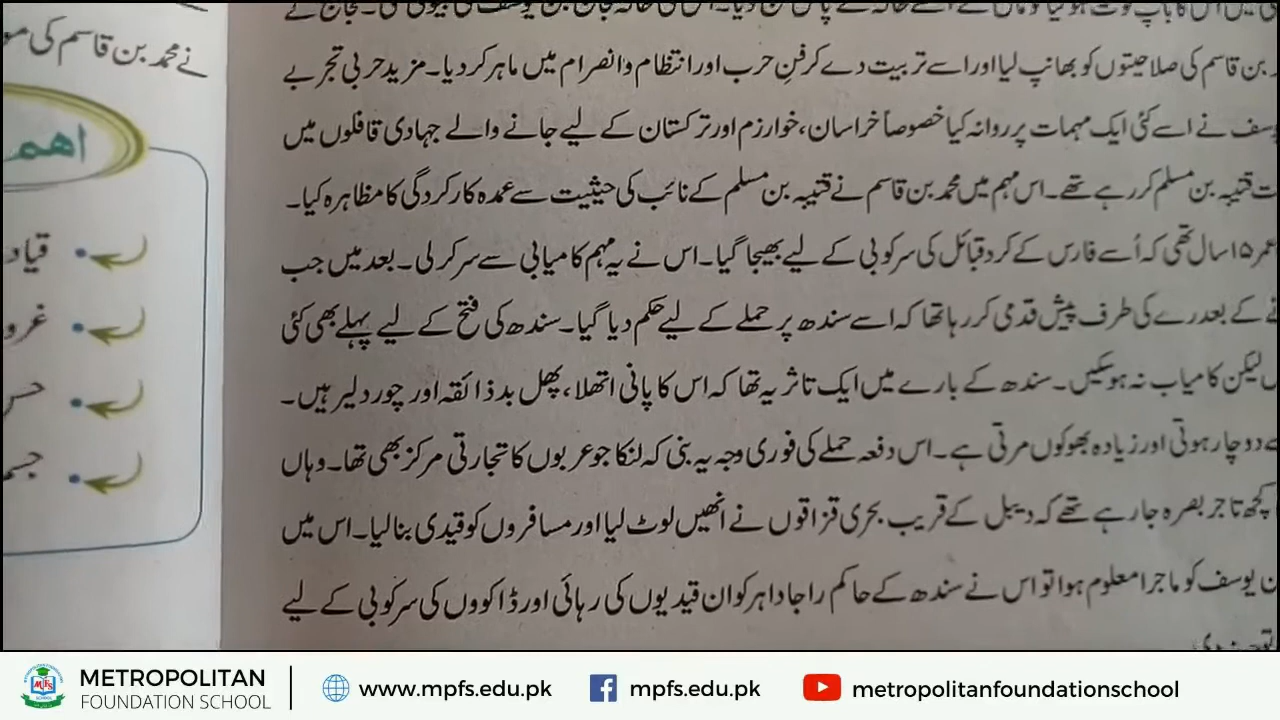 نے محمد بن قاسم کی
اہم
بن قاسم کی صلاحیتوں کو بھانپ لیا اور اسے تربیت دے کر فنِ حرب اور انتظام و انصرام میں ماہر کر دیا۔ مزید حربی تجربے
نے اسے کئی ایک مہمات پر روانہ کیا خصوصاً خراسان، خوارزم اور ترکستان کے لیے جانے والے جہادی قافلوں میں
قتیبہ بن مسلم کر رہے تھے۔ اس مہم میں محمد بن قاسم نے قتیبہ بن مسلم کے نائب کی حیثیت سے عمدہ کارکردگی کا مظاہرہ کیا۔
۱۵ سال تھی کہ اُسے فارس کے کرد قبائل کی سرکوبی کے لیے بھیجا گیا۔ اس نے یہ مہم کامیابی سے سر کر لی۔ بعد میں جب
کے بعد رے کی طرف پیش قدمی کر رہا تھا کہ اسے سندھ پر حملے کے لیے حکم دیا گیا۔ سندھ کی فتح کے لیے پہلے بھی کئی
لیکن کامیاب نہ ہو سکیں۔ سندھ کے بارے میں ایک تاثر یہ تھا کہ اس کا پانی اتھلا، پھل بد ذائقہ اور چور دلیر ہیں۔
دو چار ہوتی اور زیادہ بھوکوں مرتی ہے۔ اس دفعہ حملے کی فوری وجہ یہ بنی کہ لنکا جو عربوں کا تجارتی مرکز بھی تھا۔ وہاں
کچھ تاجر بصرہ جا رہے تھے کہ دیبل کے قریب بحری قزاقوں نے انھیں لوٹ لیا اور مسافروں کو قیدی بنا لیا۔ اس میں
یوسف کو ماجرا معلوم ہوا تو اس نے سندھ کے حاکم راجا داہر کو ان قیدیوں کی رہائی اور ڈاکووں کی سرکوبی کے لیے
METROPOLITAN
FOUNDATION SCHOOL
www.mpfs.edu.pk
mpfs.edu.pk
metropolitanfoundationschool